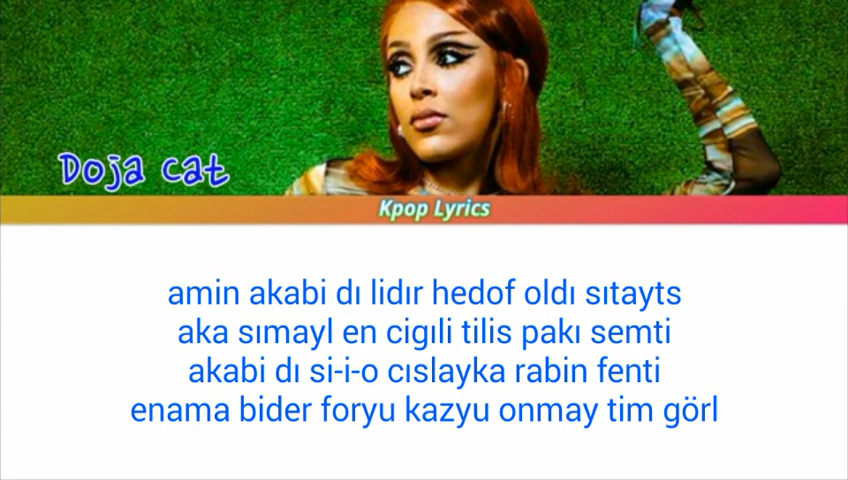 Doja cat
Kpop Lyrics
amin akabi dı lidır hedof oldı sıtayts
aka sımayl en cigıli tilis pakı semti
akabi dı si-i-o cıslayka rabin fenti
enama bider foryu kazyu onmay tim görl